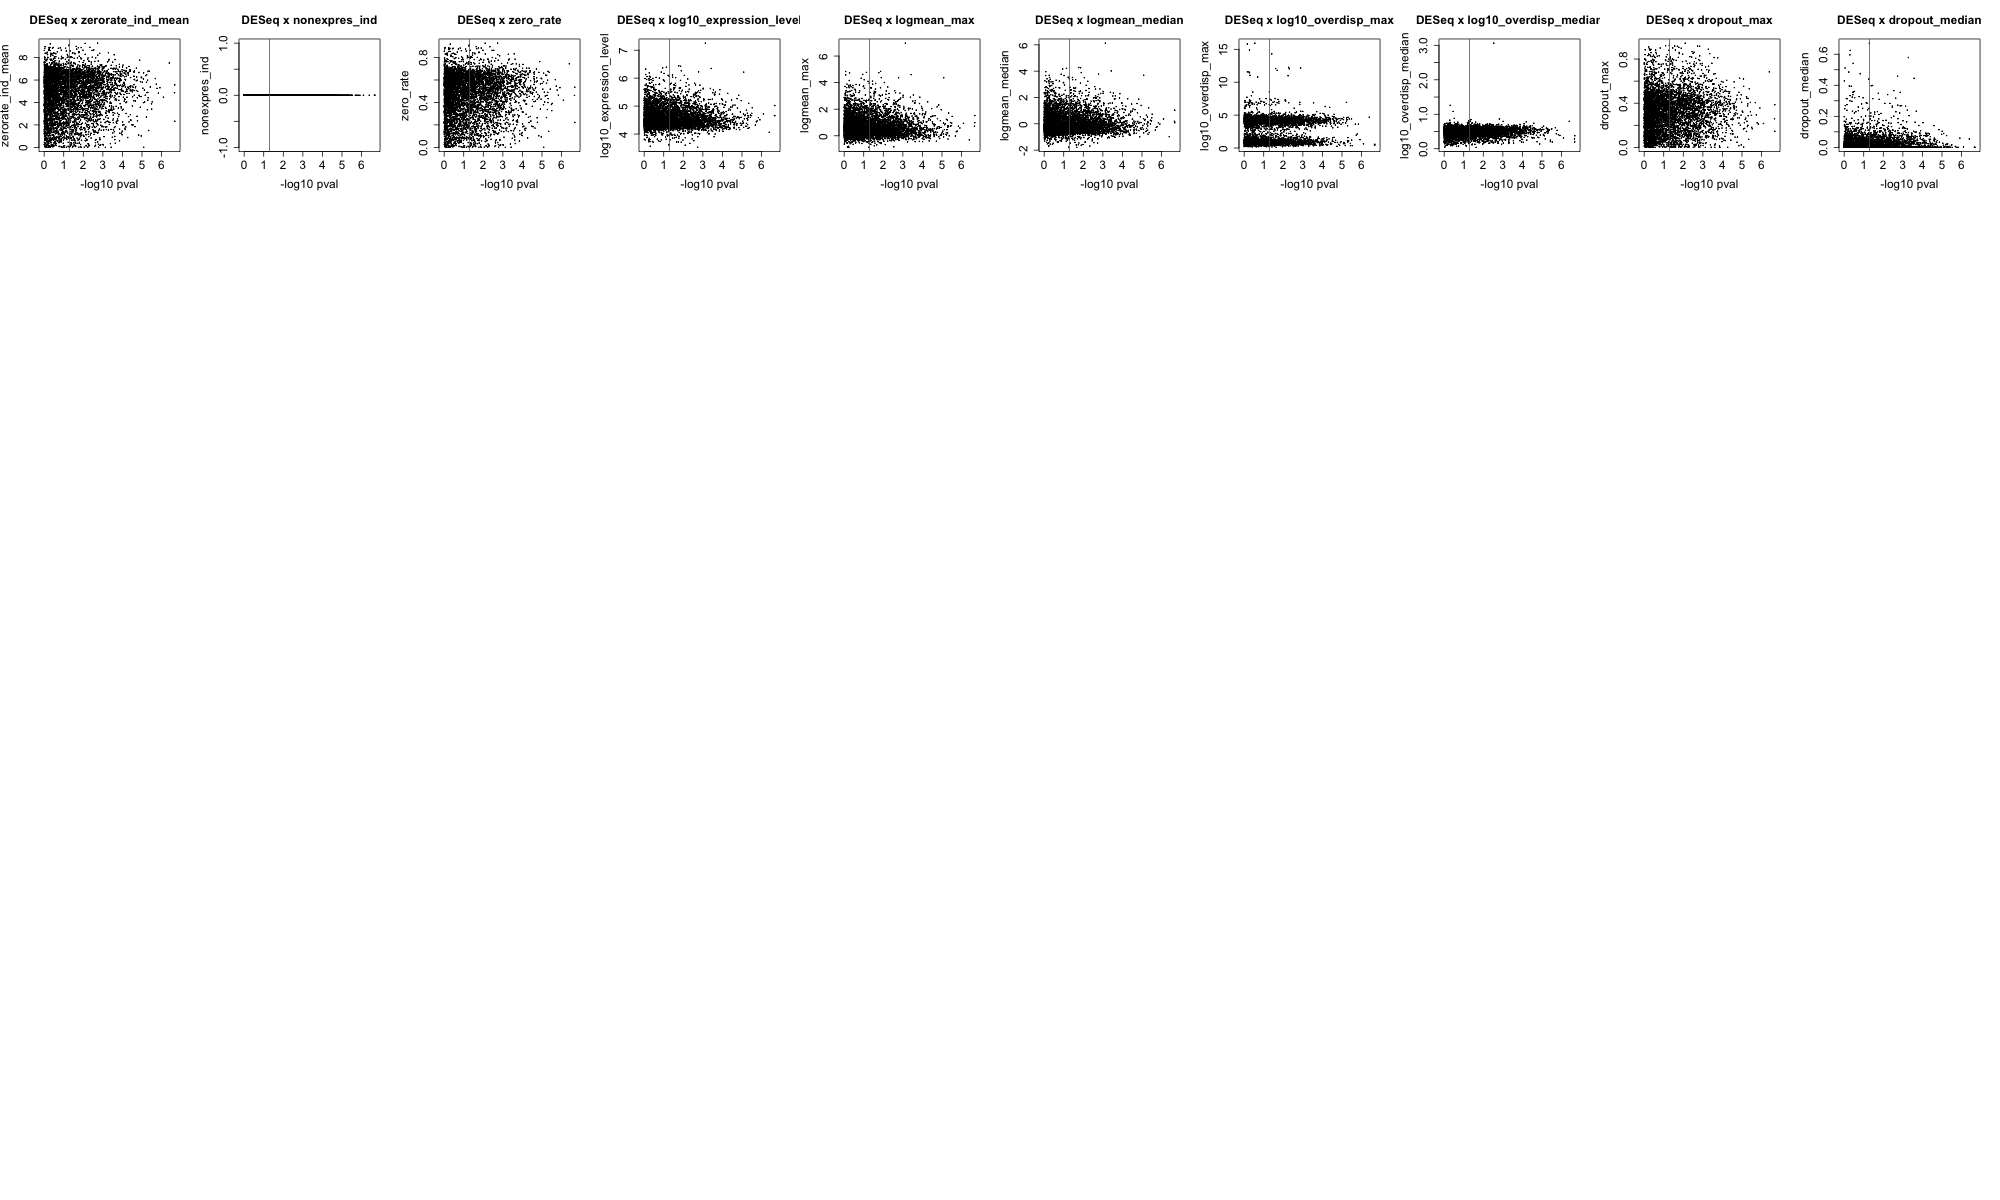 DESeq x zerorate_ind_mean
zerorate_ind_mean
0 2 4 6 8
0 1 2 3 4 5 6
-log10 pval
DESeq x nonexpres_ind
nonexpres_ind
-1.0 0.0 1.0
0 1 2 3 4 5 6
-log10 pval
DESeq x zero_rate
zero_rate
0.0 0.4 0.8
0 1 2 3 4 5 6
-log10 pval
DESeq x log10_expression_level
log10_expression_level
4 5 6 7
0 1 2 3 4 5 6
-log10 pval
DESeq x logmean_max
logmean_max
0 2 4 6
0 1 2 3 4 5 6
-log10 pval
DESeq x logmean_median
logmean_median
-2 0 2 4 6
0 1 2 3 4 5 6
-log10 pval
DESeq x log10_overdisp_max
log10_overdisp_max
0 5 10 15
0 1 2 3 4 5 6
-log10 pval
DESeq x log10_overdisp_median
log10_overdisp_median
0.0 1.0 2.0 3.0
0 1 2 3 4 5 6
-log10 pval
DESeq x dropout_max
dropout_max
0.0 0.4 0.8
0 1 2 3 4 5 6
-log10 pval
DESeq x dropout_median
dropout_median
0.0 0.2 0.4 0.6
0 1 2 3 4 5 6
-log10 pval